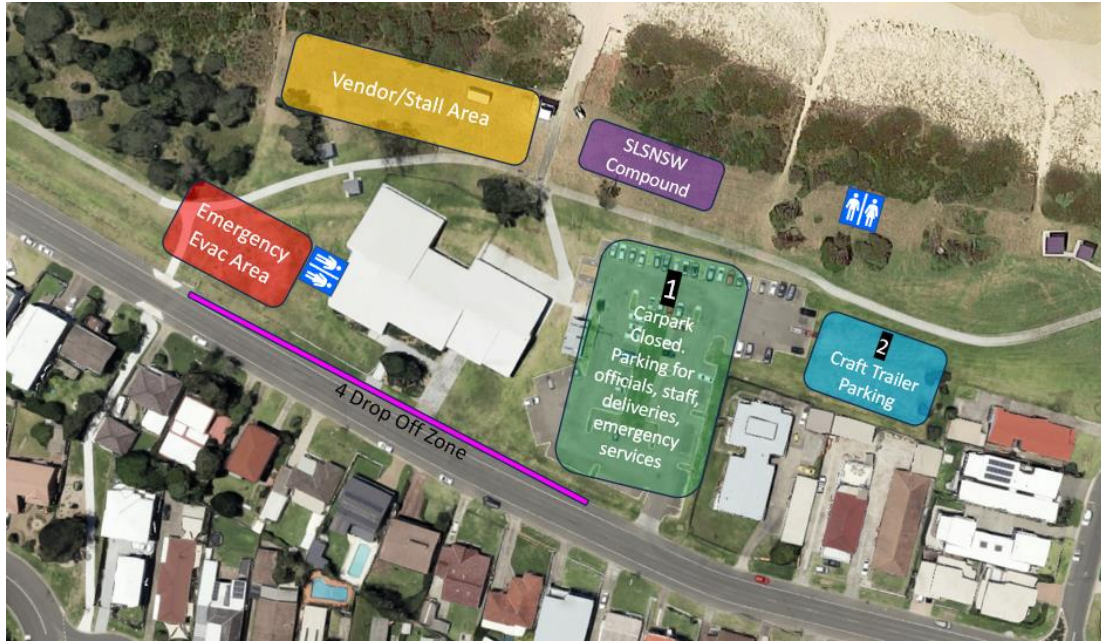 Vendor/Stall Area
SLSNSW
Compound
Emergency
Evac Area
1
Carpark
Closed.
Parking for
officials, staff,
deliveries,
emergency
services
2
Craft Trailer
Parking
4 Drop Off Zone